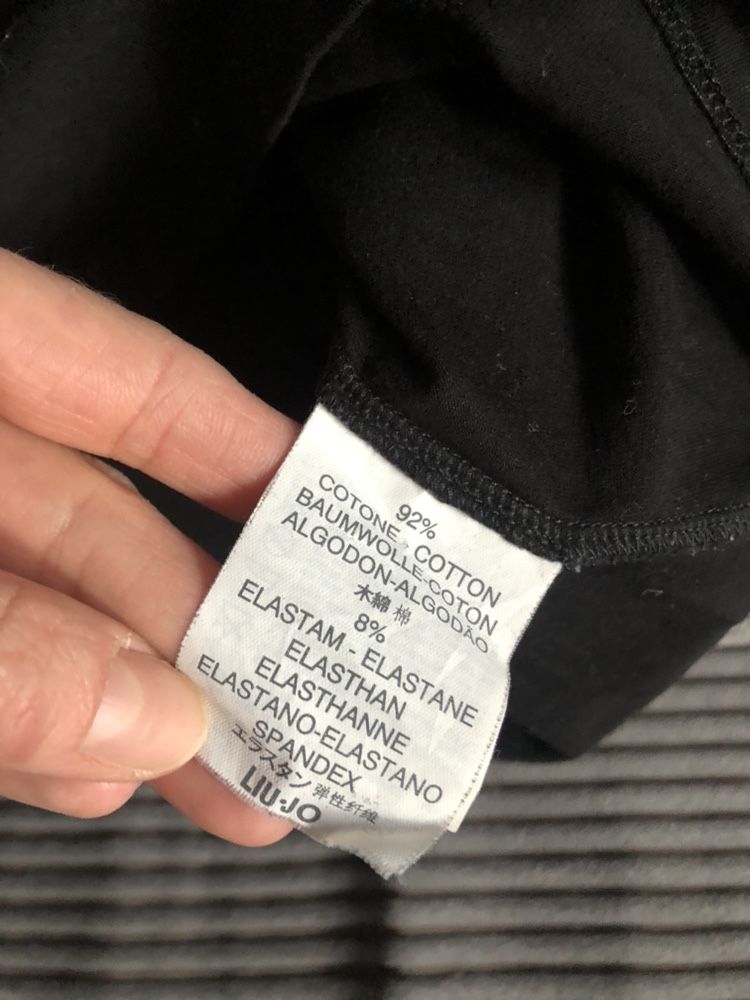 92%
COTONE - COTTON
BAUMWOLLE-COTON
ALGODON-ALGODÃO
木綿 棉
8%
ELASTAM - ELASTANE
ELASTHAN
ELASTHANNE
ELASTANO-ELASTANO
SPANDEX
エラスタン 弹性纤维
LIU·JO